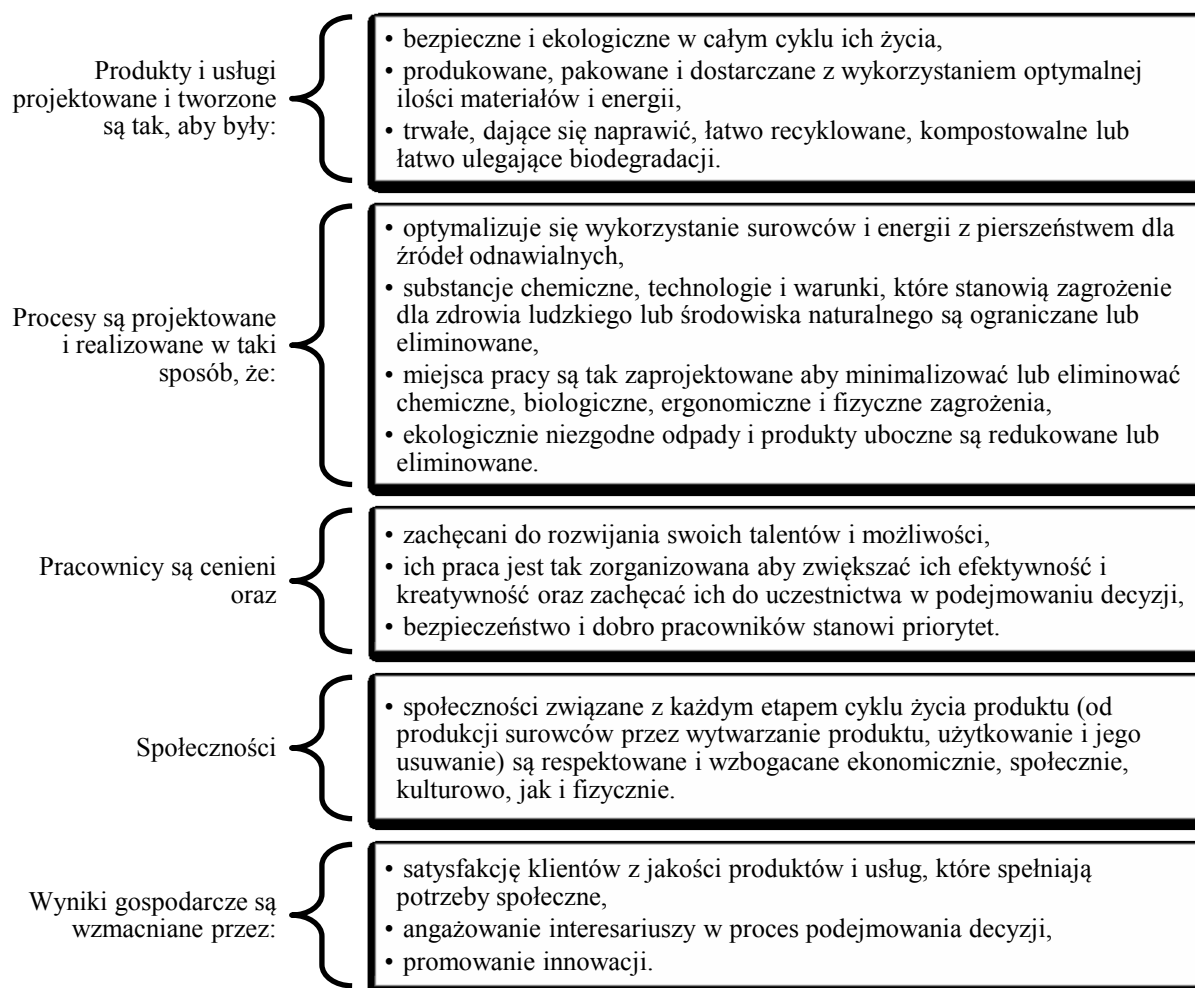 Produkty i usługi
projektowane i tworzone
są tak, aby były:
• bezpieczne i ekologiczne w całym cyklu ich życia,
• produkowane, pakowane i dostarczane z wykorzystaniem optymalnej
ilości materiałów i energii,
• trwałe, dające się naprawić, łatwo recyklowane, kompostowalne lub
łatwo ulegające biodegradacji.
Procesy są projektowane
i realizowane w taki
sposób, że:
• optymalizuje się wykorzystanie surowców i energii z pierszeństwem dla
źródeł odnawialnych,
• substancje chemiczne, technologie i warunki, które stanowią zagrożenie
dla zdrowia ludzkiego lub środowiska naturalnego są ograniczane lub
eliminowane,
• miejsca pracy są tak zaprojektowane aby minimalizować lub eliminować
chemiczne, biologiczne, ergonomiczne i fizyczne zagrożenia,
• ekologicznie niezgodne odpady i produkty uboczne są redukowane lub
eliminowane.
Pracownicy są cenieni
oraz
• zachęcani do rozwijania swoich talentów i możliwości,
• ich praca jest tak zorganizowana aby zwiększać ich efektywność i
kreatywność oraz zachęcać ich do uczestnictwa w podejmowaniu decyzji,
• bezpieczeństwo i dobro pracowników stanowi priorytet.
Społeczności
• społeczności związane z każdym etapem cyklu życia produktu (od
produkcji surowców przez wytwarzanie produktu, użytkowanie i jego
usuwanie) są respektowane i wzbogacane ekonomicznie, społecznie,
kulturowo, jak i fizycznie.
Wyniki gospodarcze są
wzmacniane przez:
• satysfakcję klientów z jakości produktów i usług, które spełniają
potrzeby społeczne,
• angażowanie interesariuszy w proces podejmowania decyzji,
• promowanie innowacji.